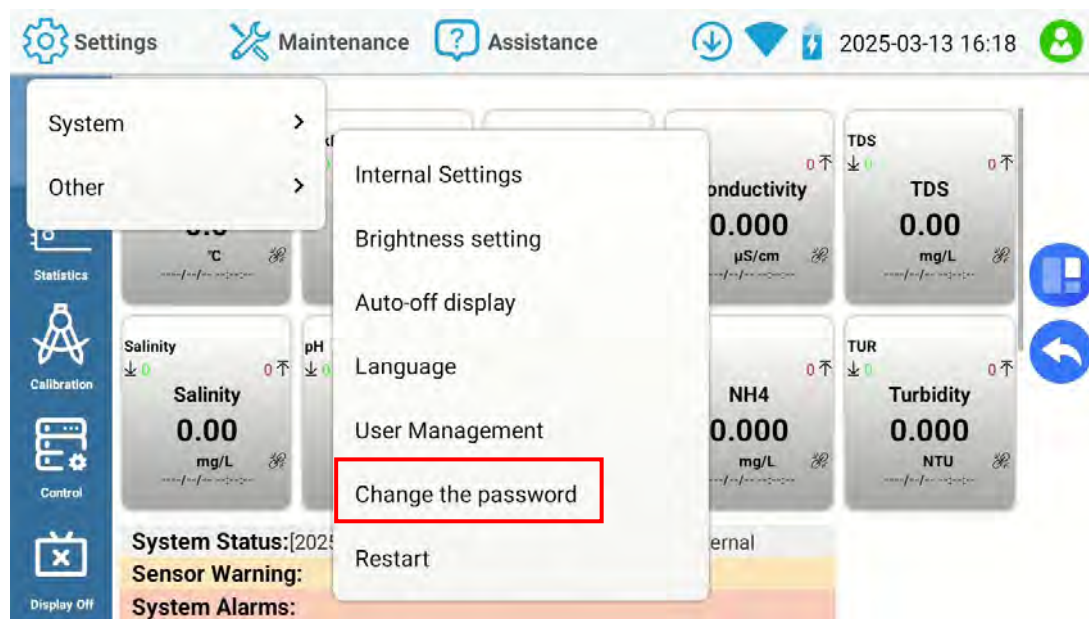 Settings Maintenance Assistance 2025-03-13 16:18
System >
Other >
Internal Settings
Brightness setting
Auto-off display
Language
User Management
Change the password
Restart
Statistics
Calibration
Control
Display Off
°C
----/--/-- --:--:--
0
onductivity
0.000
µS/cm
--/--/-- --:--:--
TDS
0 0
TDS
0.00
mg/L
----/--/-- --:--:--
Salinity
0 0
Salinity
0.00
mg/L
----/--/-- --:--:--
pH
0
NH4
0.000
mg/L
--/--/-- --:--:--
TUR
0 0
Turbidity
0.000
NTU
----/--/-- --:--:--
System Status:[202 ernal
Sensor Warning:
System Alarms: